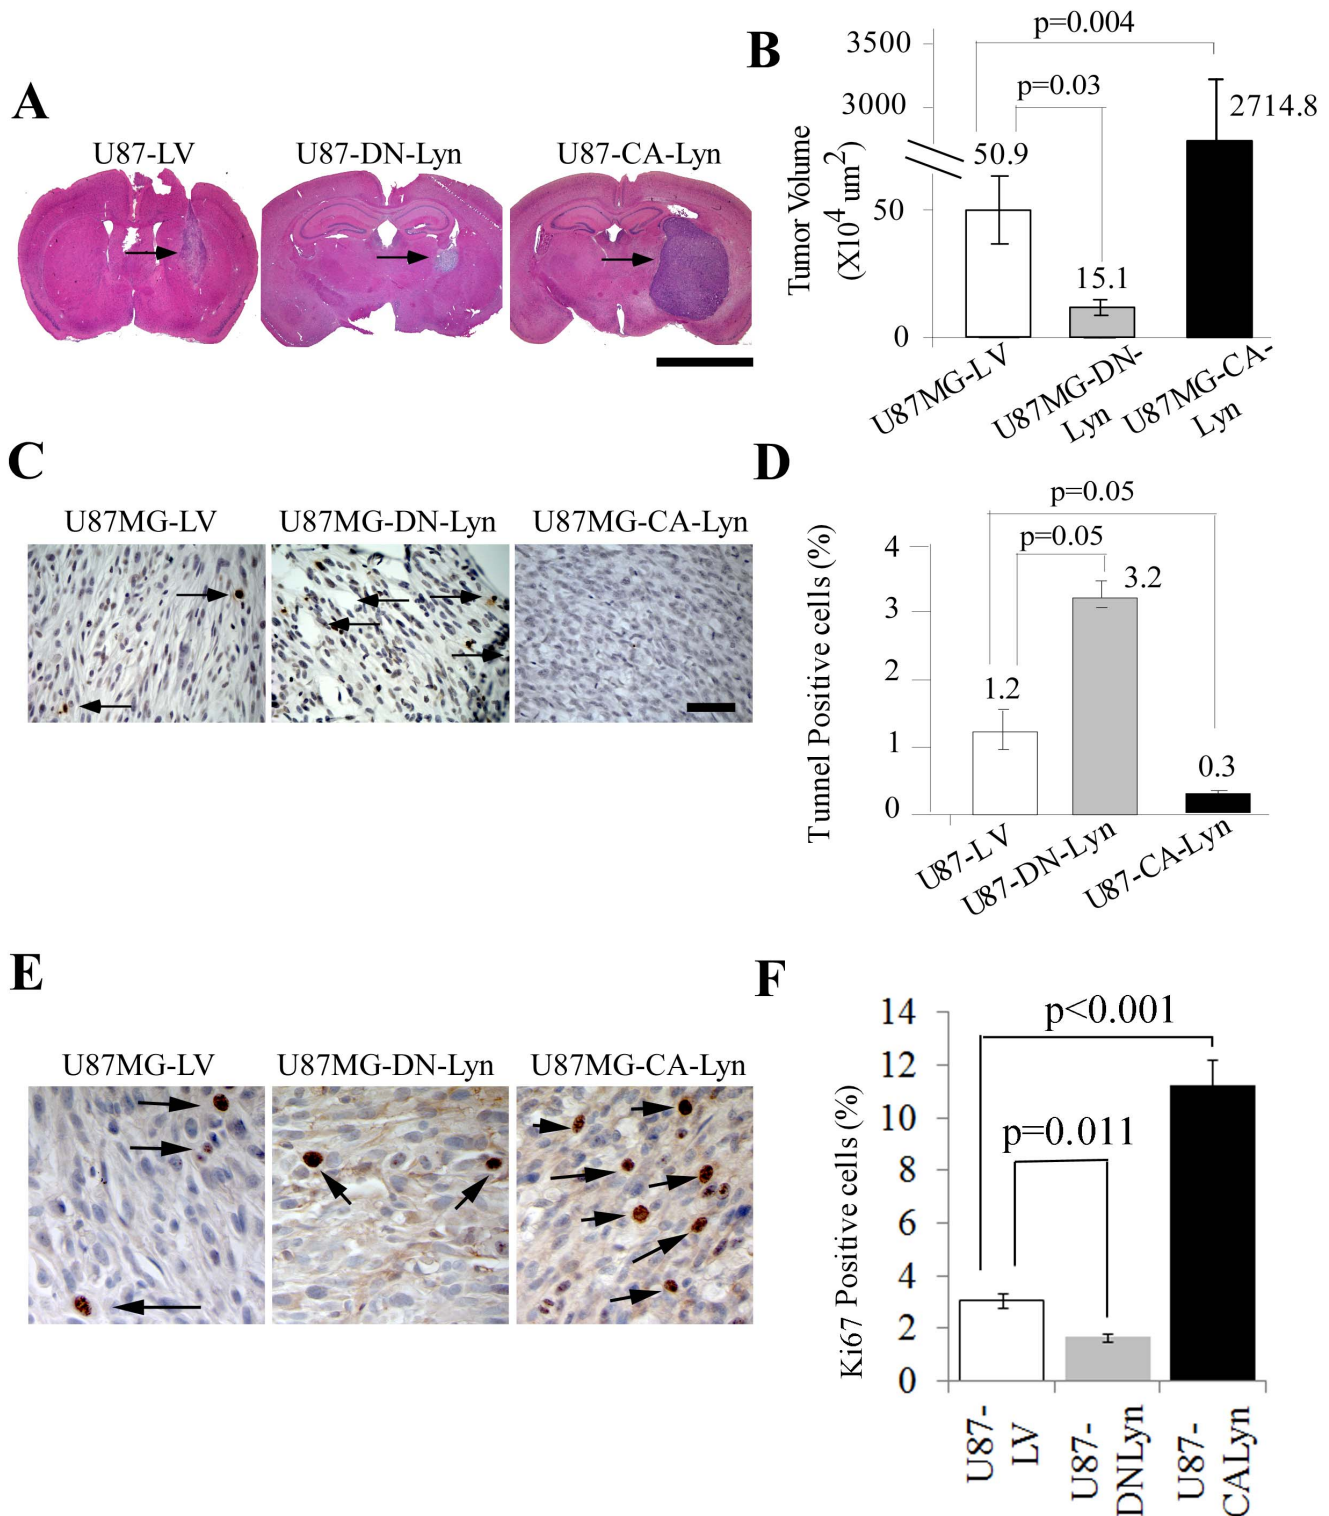 A
U87-LV
U87-DN-Lyn
U87-CA-Lyn
B
Tumor Volume
(X10⁴ um²)
3500
3000
50
0
p=0.004
p=0.03
50.9
15.1
2714.8
U87MG-LV
U87MG-DN-
Lyn
U87MG-CA-
Lyn
C
U87MG-LV
U87MG-DN-Lyn
U87MG-CA-Lyn
D
Tunnel Positive cells (%)
4
3
2
1
0
p=0.05
p=0.05
1.2
3.2
0.3
U87-LV
U87-DN-Lyn
U87-CA-Lyn
E
U87MG-LV
U87MG-DN-Lyn
U87MG-CA-Lyn
F
Ki67 Positive cells (%)
14
12
10
8
6
4
2
0
p<0.001
p=0.011
U87-
LV
U87-
DNLyn
U87-
CALyn